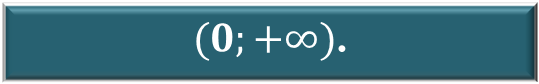 (0; +∞).